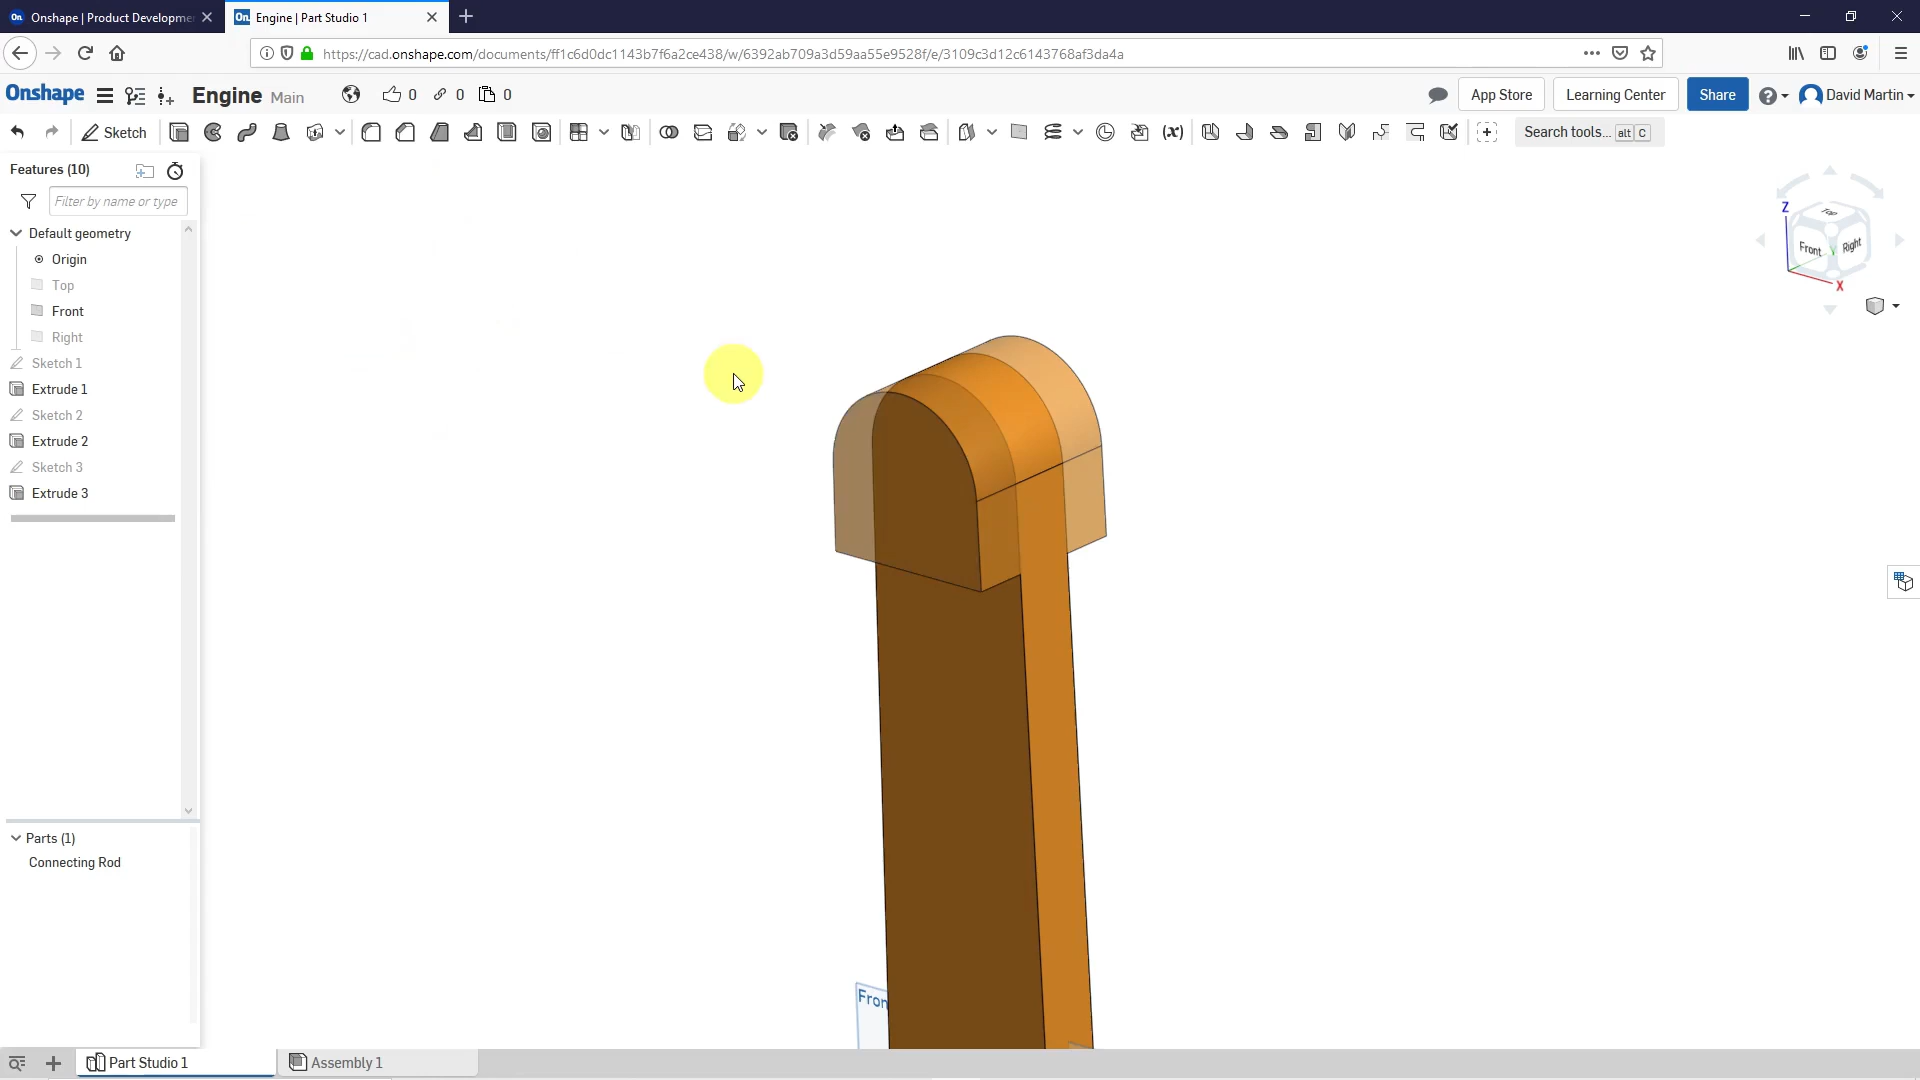 On. Onshape | Product Developme
On. Engine | Part Studio 1
https://cad.onshape.com/documents/ff1c6d0dc1143b7f6a2ce438/w/6392ab709a3d59aa55e9528f/e/3109c3d12c6143768af3da4a
Onshape Engine Main 0 0 0 App Store Learning Center Share David Martin
Sketch (x) Search tools... alt C
Features (10)
Filter by name or type
Default geometry
Origin
Top
Front
Right
Sketch 1
Extrude 1
Sketch 2
Extrude 2
Sketch 3
Extrude 3
Z
Top
Front Y Right
X
Fron
Parts (1)
Connecting Rod
Part Studio 1 Assembly 1